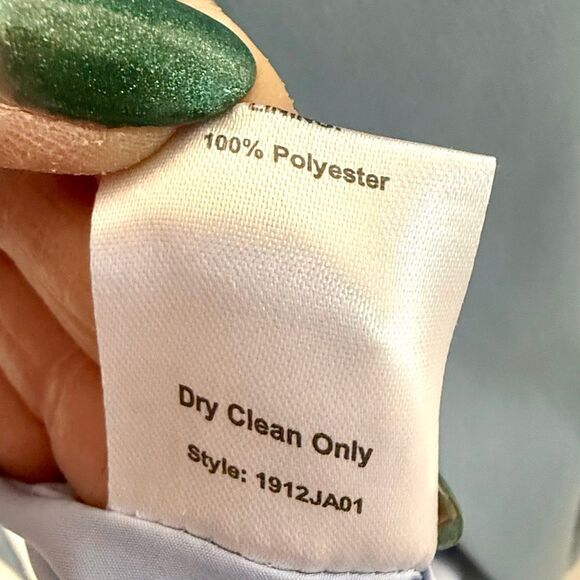 100% Polyester
Dry Clean Only
Style: 1912JA01